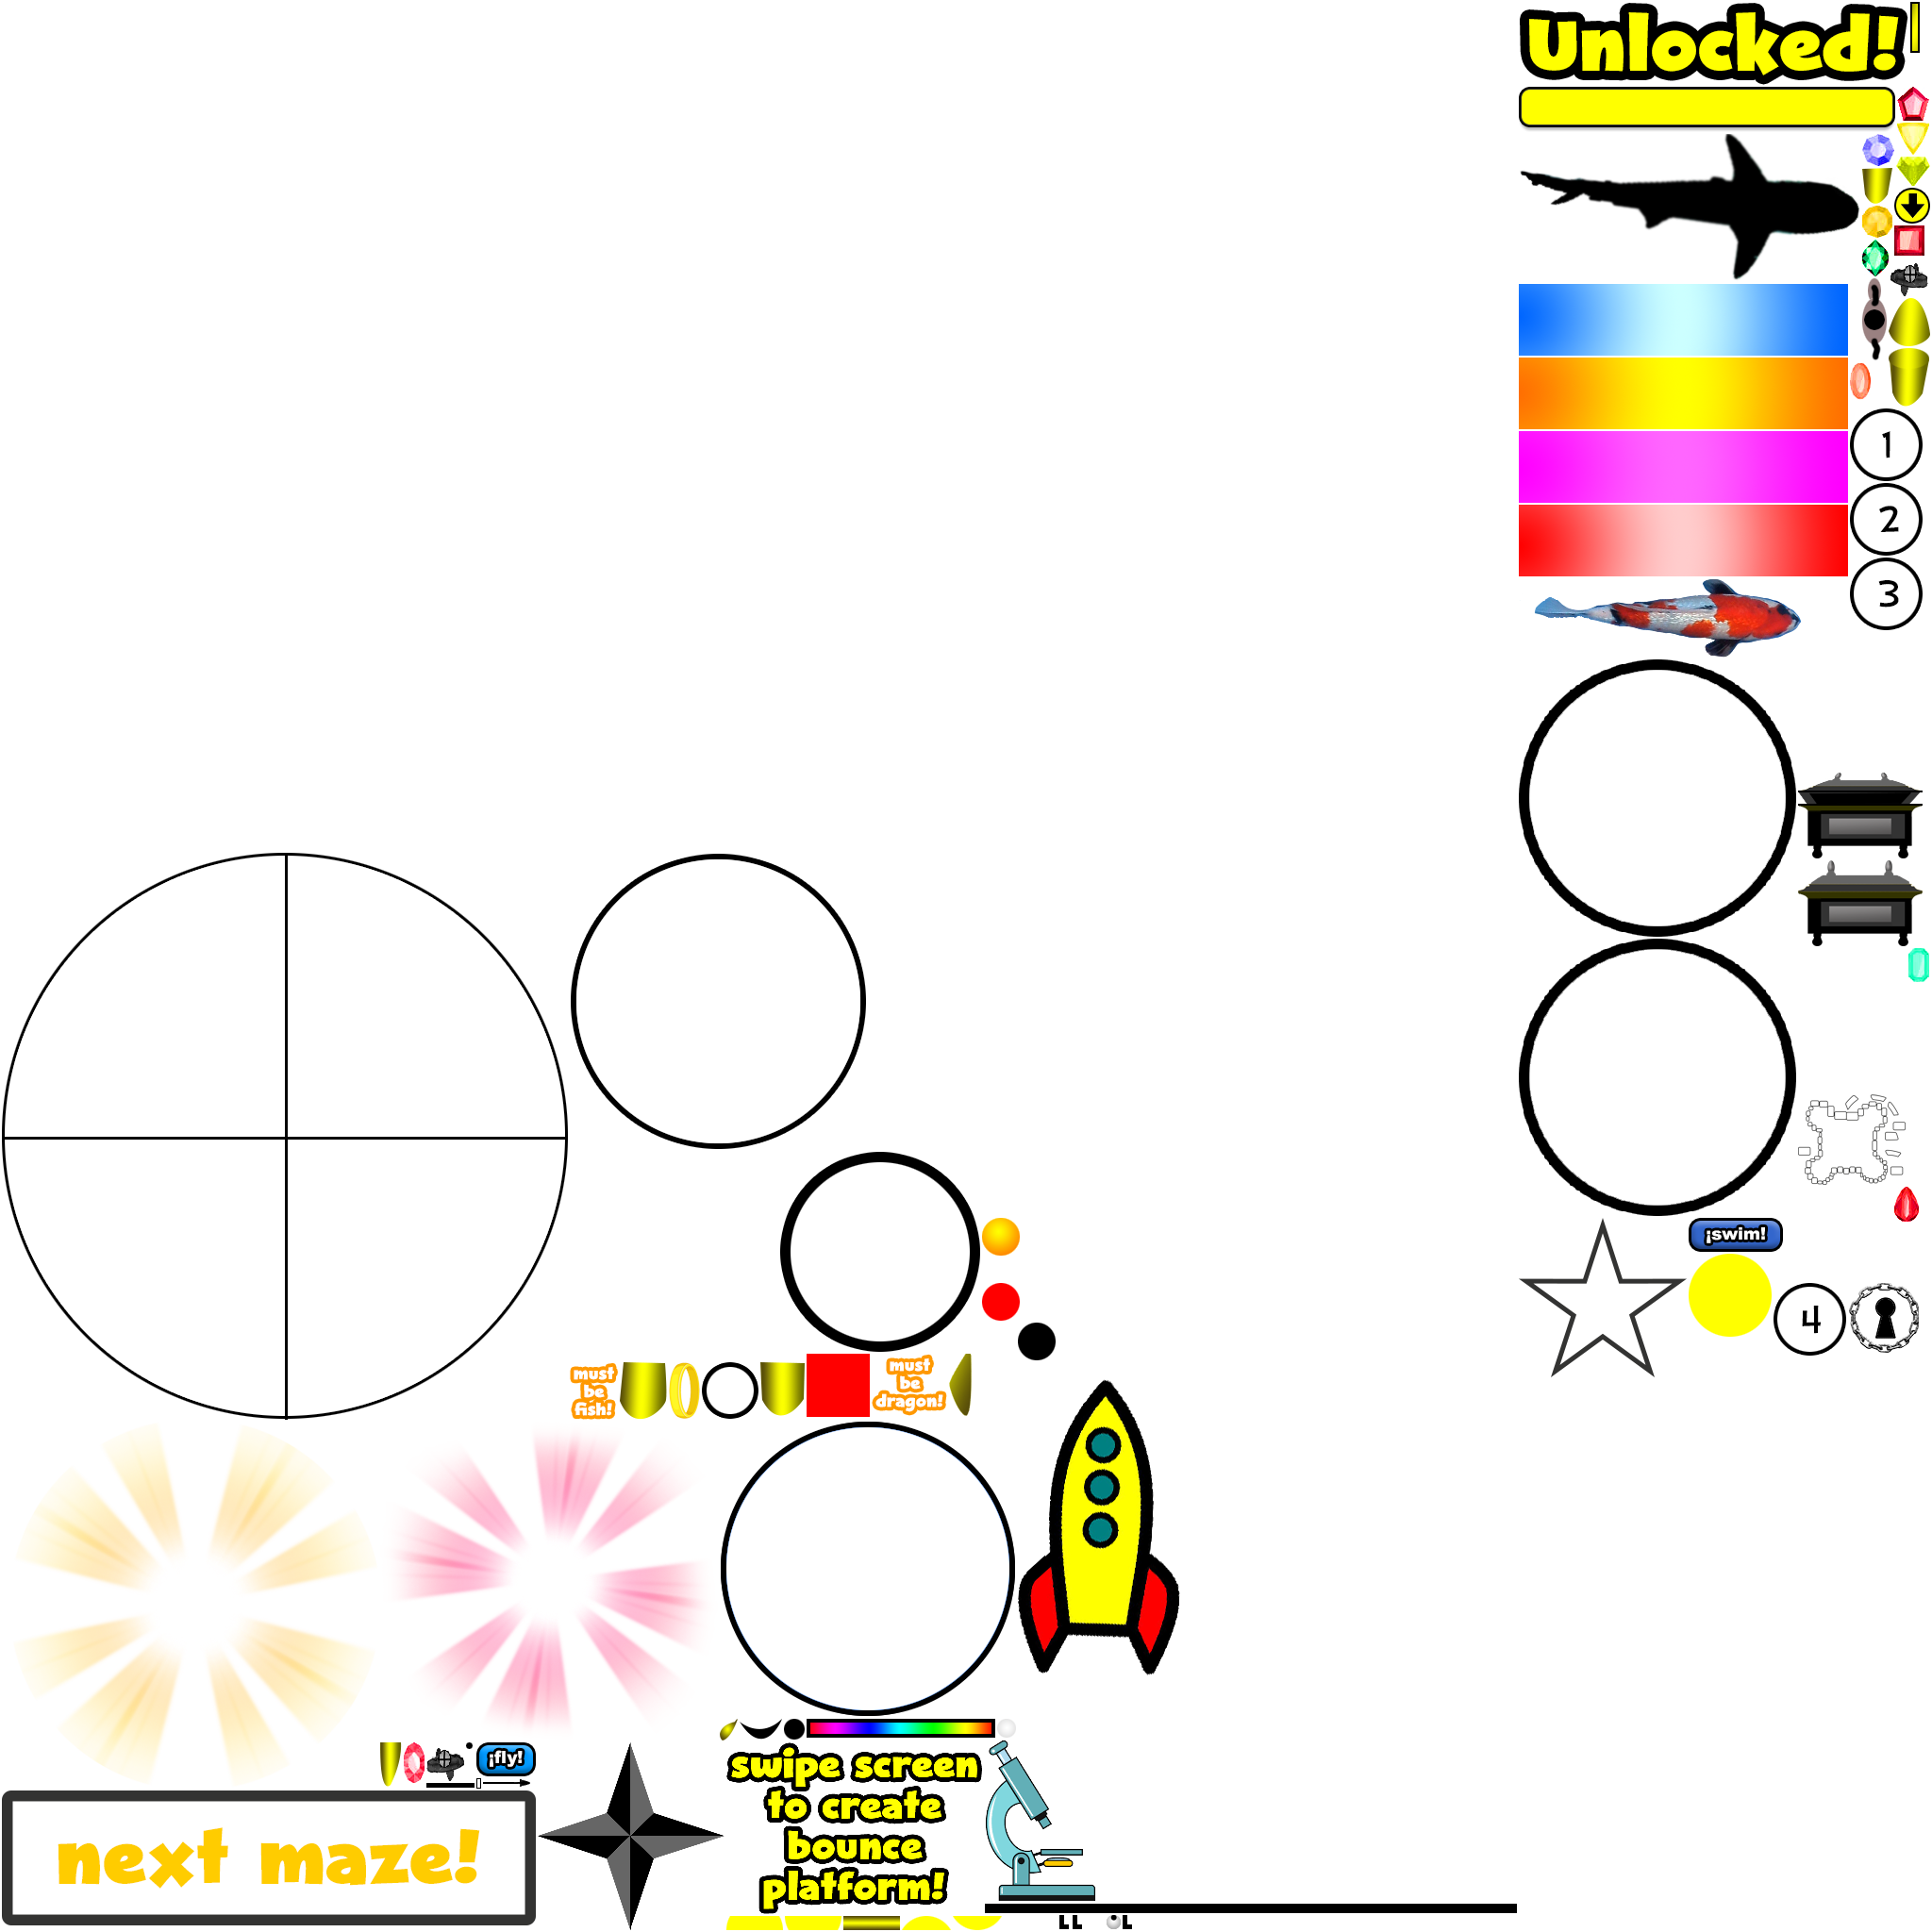 Unlocked!
1
2
3
¡swim!
4
must
be
fish!
must
be
dragon!
¡fly!
next maze!
swipe screen
to create
bounce
platform!